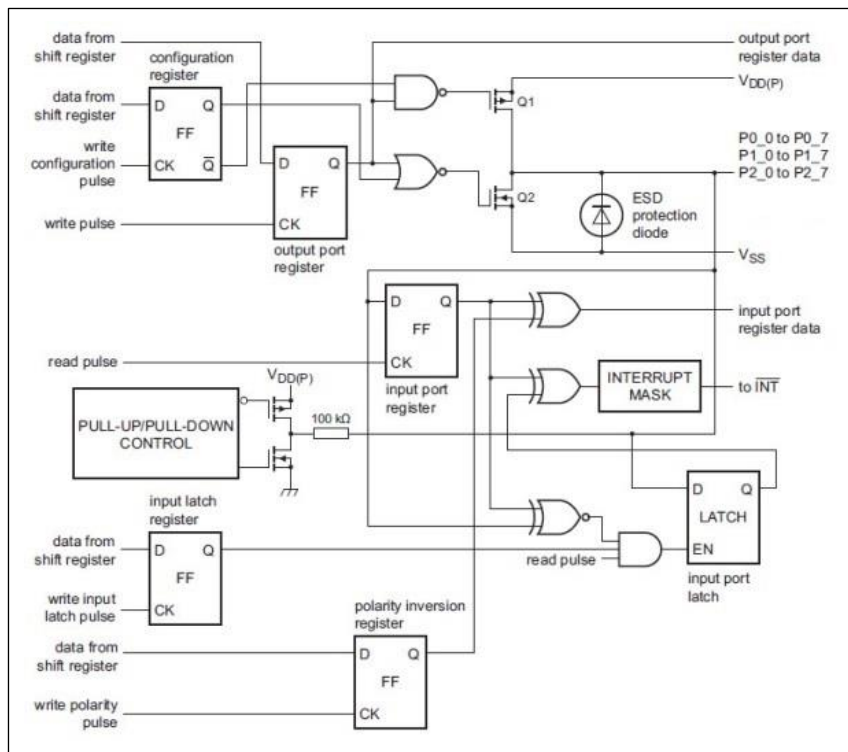 data from
shift register
configuration
register
data from
shift register
D
Q
FF
write
configuration
pulse
CK
Q
D
Q
FF
write pulse
CK
output port
register
output port
register data
VDD(P)
Q1
P0_0 to P0_7
P1_0 to P1_7
P2_0 to P2_7
Q2
ESD
protection
diode
VSS
D
Q
FF
read pulse
CK
input port
register
input port
register data
INTERRUPT
MASK
to INT
VDD(P)
PULL-UP/PULL-DOWN
CONTROL
100 kΩ
D
Q
LATCH
EN
input port
latch
input latch
register
data from
shift register
D
Q
FF
read pulse
write input
latch pulse
CK
polarity inversion
register
data from
shift register
D
Q
FF
write polarity
pulse
CK